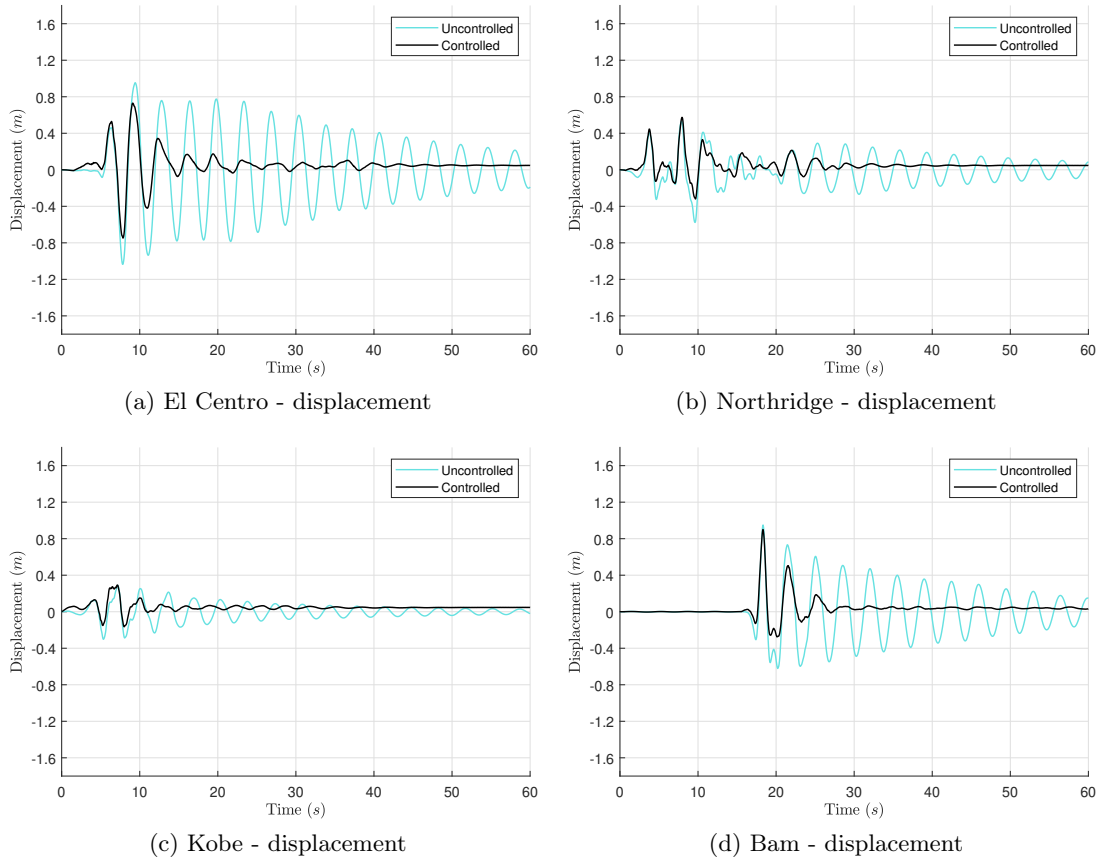 1.6
1.2
0.8
0.4
0
-0.4
-0.8
-1.2
-1.6
Displacement (m)
Uncontrolled
Controlled
0 10 20 30 40 50 60
Time (s)
(a) El Centro - displacement
1.6
1.2
0.8
0.4
0
-0.4
-0.8
-1.2
-1.6
Displacement (m)
Uncontrolled
Controlled
0 10 20 30 40 50 60
Time (s)
(b) Northridge - displacement
1.6
1.2
0.8
0.4
0
-0.4
-0.8
-1.2
-1.6
Displacement (m)
Uncontrolled
Controlled
0 10 20 30 40 50 60
Time (s)
(c) Kobe - displacement
1.6
1.2
0.8
0.4
0
-0.4
-0.8
-1.2
-1.6
Displacement (m)
Uncontrolled
Controlled
0 10 20 30 40 50 60
Time (s)
(d) Bam - displacement